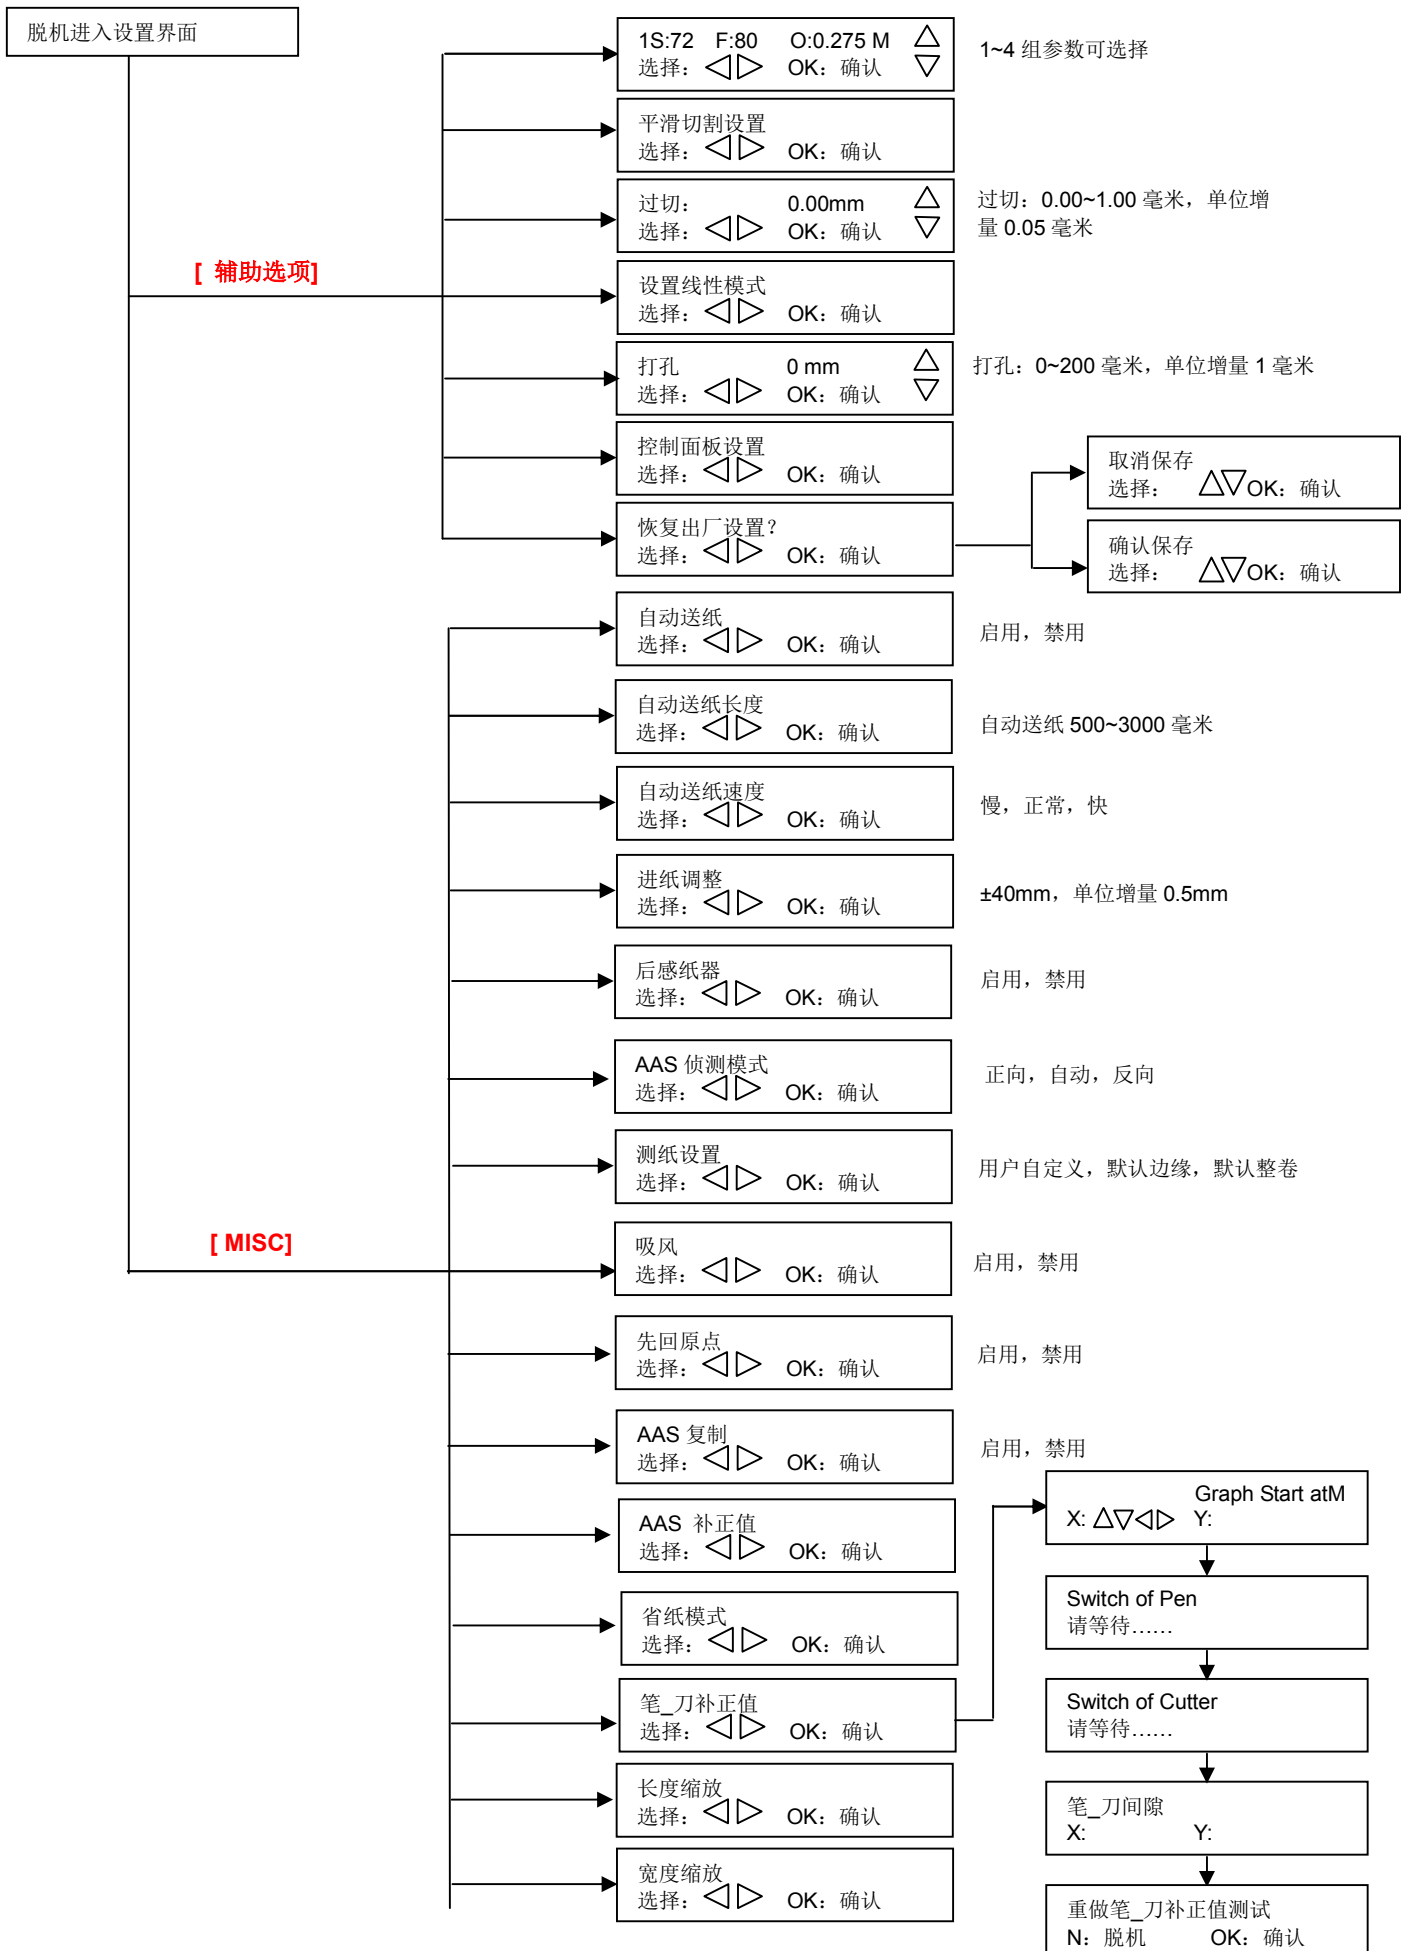 脱机进入设置界面
1S:72 F:80 O:0.275 M
选择： OK：确认
1~4 组参数可选择
平滑切割设置
选择： OK：确认
过切： 0.00mm
选择： OK：确认
过切：0.00~1.00 毫米，单位增
量 0.05 毫米
[ 辅助选项]
设置线性模式
选择： OK：确认
打孔 0 mm
选择： OK：确认
打孔：0~200 毫米，单位增量 1 毫米
控制面板设置
选择： OK：确认
取消保存
选择： OK：确认
恢复出厂设置？
选择： OK：确认
确认保存
选择： OK：确认
自动送纸
选择： OK：确认
启用，禁用
自动送纸长度
选择： OK：确认
自动送纸 500~3000 毫米
自动送纸速度
选择： OK：确认
慢，正常，快
进纸调整
选择： OK：确认
±40mm，单位增量 0.5mm
后感纸器
选择： OK：确认
启用，禁用
AAS 侦测模式
选择： OK：确认
正向，自动，反向
测纸设置
选择： OK：确认
用户自定义，默认边缘，默认整卷
[ MISC]
吸风
选择： OK：确认
启用，禁用
先回原点
选择： OK：确认
启用，禁用
AAS 复制
选择： OK：确认
启用，禁用
Graph Start atM
X: Y:
AAS 补正值
选择： OK：确认
Switch of Pen
请等待……
省纸模式
选择： OK：确认
笔_刀补正值
选择： OK：确认
Switch of Cutter
请等待……
长度缩放
选择： OK：确认
笔_刀间隙
X: Y:
宽度缩放
选择： OK：确认
重做笔_刀补正值测试
N：脱机 OK：确认